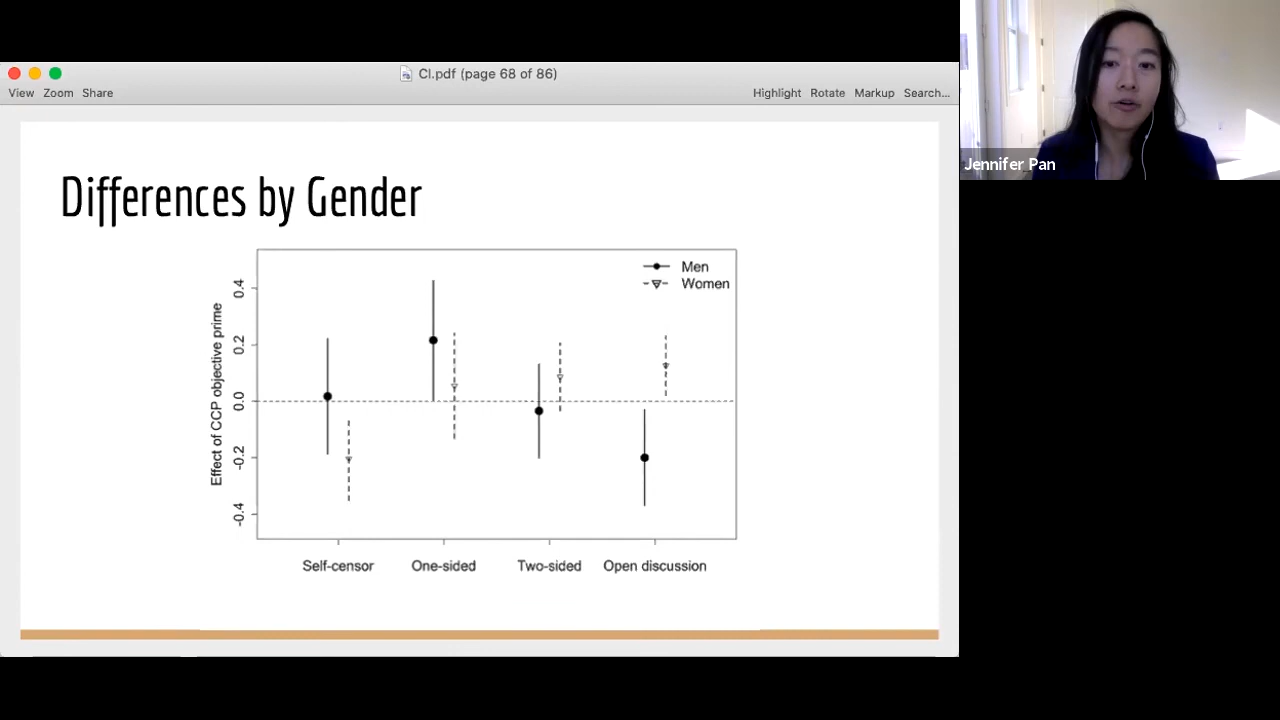 CI.pdf (page 68 of 86)
View Zoom Share
Highlight Rotate Markup Search...
Jennifer Pan
Differences by Gender
Men
Women
Effect of CCP objective prime
0.4
0.2
0.0
-0.2
-0.4
Self-censor One-sided Two-sided Open discussion